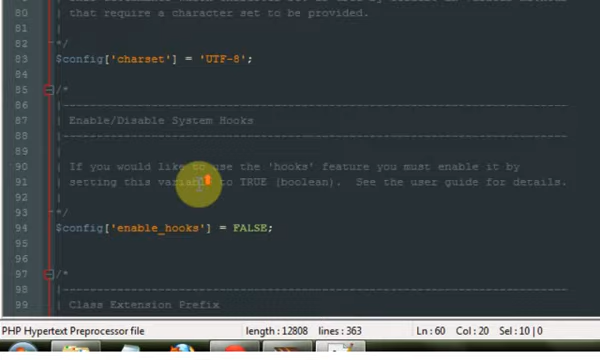 80 | that require a character set to be provided.
81 |
82 */
83 $config['charset'] = 'UTF-8';
84
85 /*
86 |--------------------------------------------------------------------------
87 | Enable/Disable System Hooks
88 |--------------------------------------------------------------------------
89 |
90 | If you would like to use the 'hooks' feature you must enable it by
91 | setting this variable to TRUE (boolean).  See the user guide for details.
92 |
93 */
94 $config['enable_hooks'] = FALSE;
95
96
97 /*
98 |--------------------------------------------------------------------------
99 | Class Extension Prefix
PHP Hypertext Preprocessor file length : 12808 lines : 363 Ln : 60 Col : 20 Sel : 10 | 0